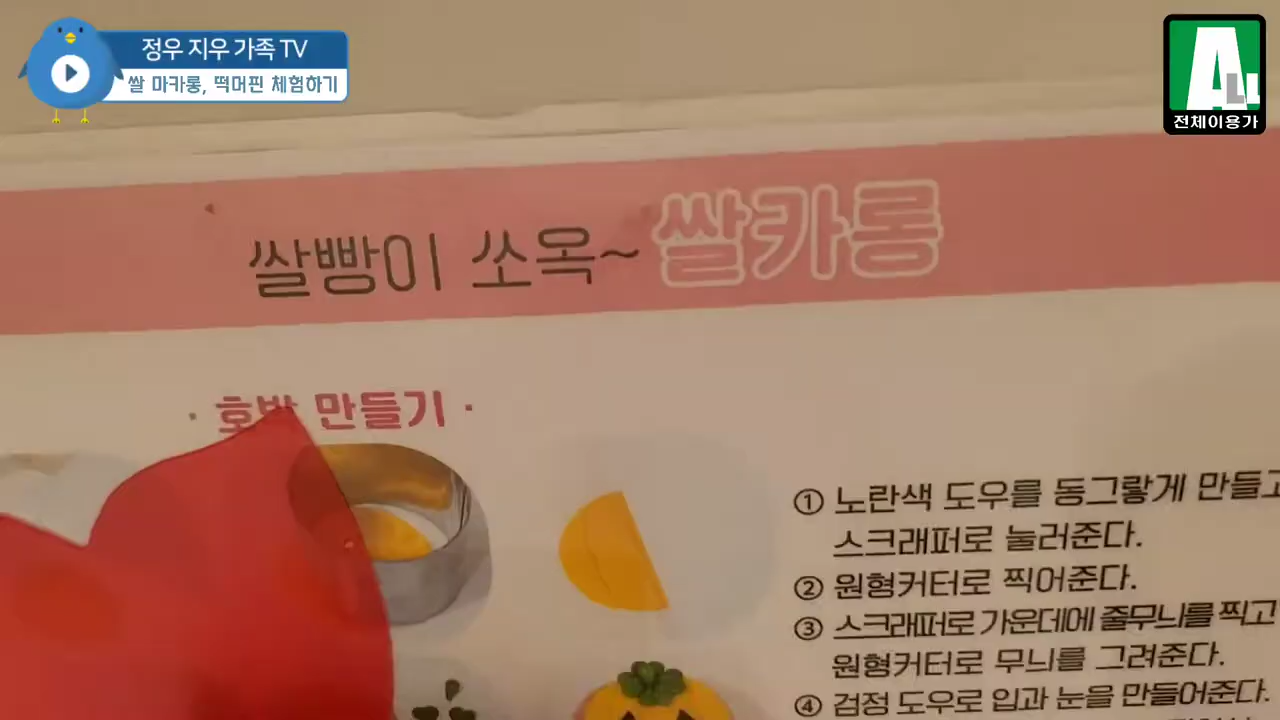 정우 지우 가족 TV
쌀 마카롱, 떡머핀 체험하기
ALL
전체이용가
쌀빵이 쏘옥~ 쌀카롱
· 호박 만들기 ·
① 노란색 도우를 동그랗게 만들고
스크래퍼로 눌러준다.
② 원형커터로 찍어준다.
③ 스크래퍼로 가운데에 줄무늬를 찍고
원형커터로 무늬를 그려준다.
④ 검정 도우로 입과 눈을 만들어준다.